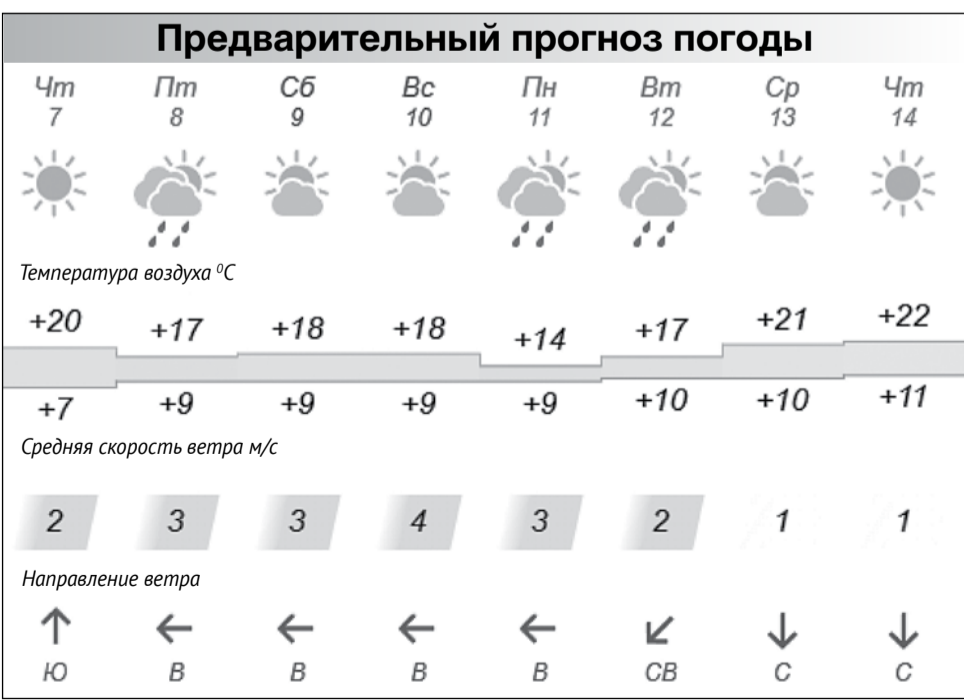 Предварительный прогноз погоды
Чт Пт Сб Вс Пн Вт Ср Чт
7 8 9 10 11 12 13 14
Температура воздуха ⁰С
+20 +17 +18 +18 +14 +17 +21 +22
+7 +9 +9 +9 +9 +10 +10 +11
Средняя скорость ветра м/с
2 3 3 4 3 2 1 1
Направление ветра
Ю В В В В СВ С С